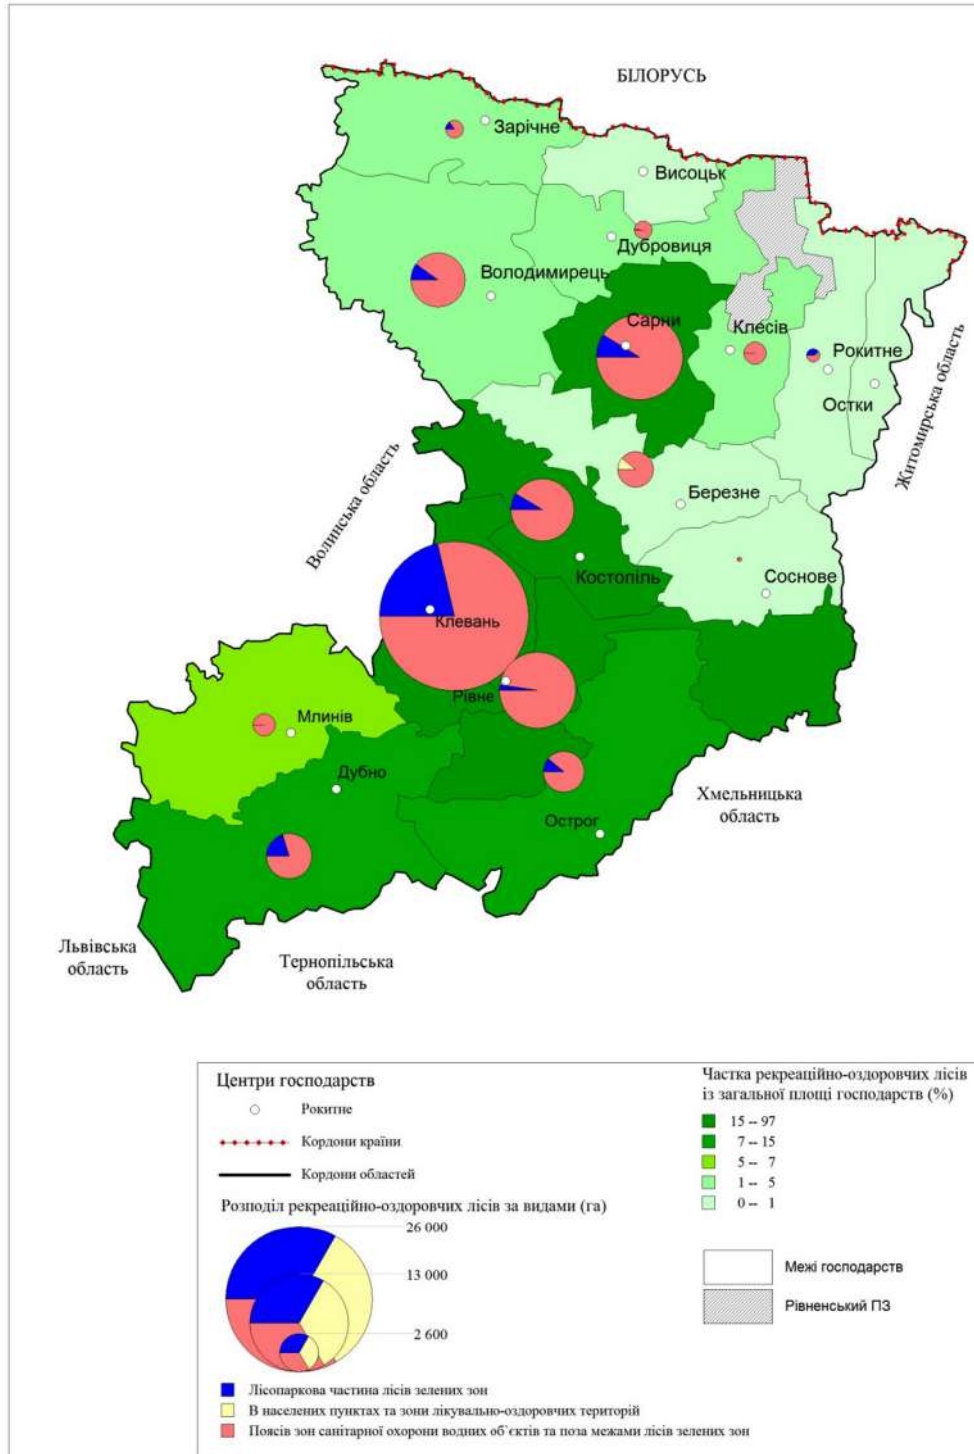 БІЛОРУСЬ
Зарічне
Висоцьк
Дубровиця
Володимирець
Сарни
Клесів
Рокитне
Остки
Житомирська область
Волинська область
Березне
Костопіль
Соснове
Клевань
Рівне
Млинів
Дубно
Хмельницька
область
Острог
Львівська
область
Тернопільська
область
Центри господарств
Рокитне
Кордони країни
Кордони областей
Розподіл рекреаційно-оздоровчих лісів за видами (га)
26 000
13 000
2 600
Лісопаркова частина лісів зелених зон
В населених пунктах та зони лікувально-оздоровчих територій
Поясів зон санітарної охорони водних об`єктів та поза межами лісів зелених зон
Частка рекреаційно-оздоровчих лісів
із загальної площі господарств (%)
15 -- 97
7 -- 15
5 -- 7
1 -- 5
0 -- 1
Межі господарств
Рівненський ПЗ